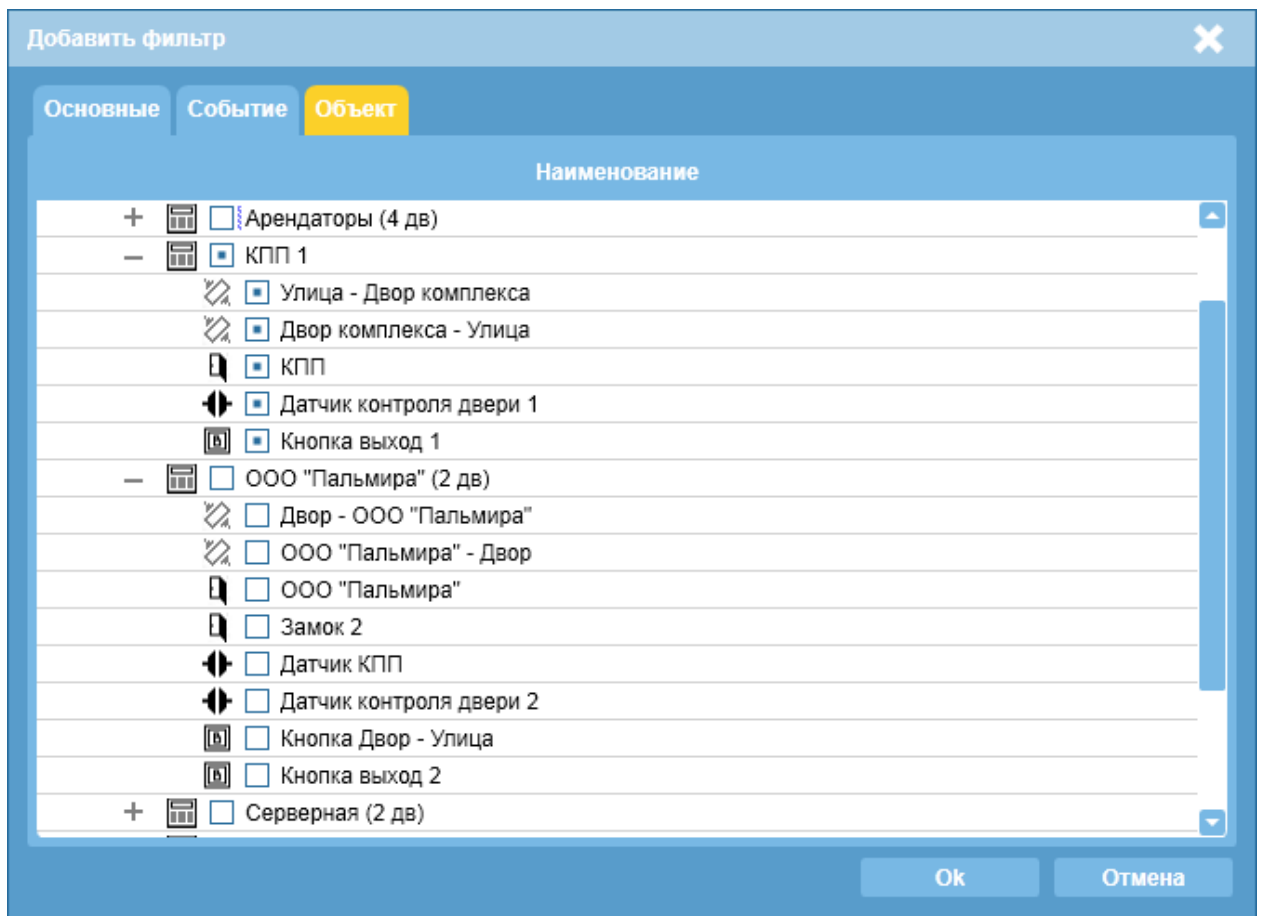 Добавить фильтр
Основные Событие Объект
Наименование
Арендаторы (4 дв)
КПП 1
Улица - Двор комплекса
Двор комплекса - Улица
КПП
Датчик контроля двери 1
Кнопка выход 1
ООО "Пальмира" (2 дв)
Двор - ООО "Пальмира"
ООО "Пальмира" - Двор
ООО "Пальмира"
Замок 2
Датчик КПП
Датчик контроля двери 2
Кнопка Двор - Улица
Кнопка выход 2
Серверная (2 дв)
Ok Отмена